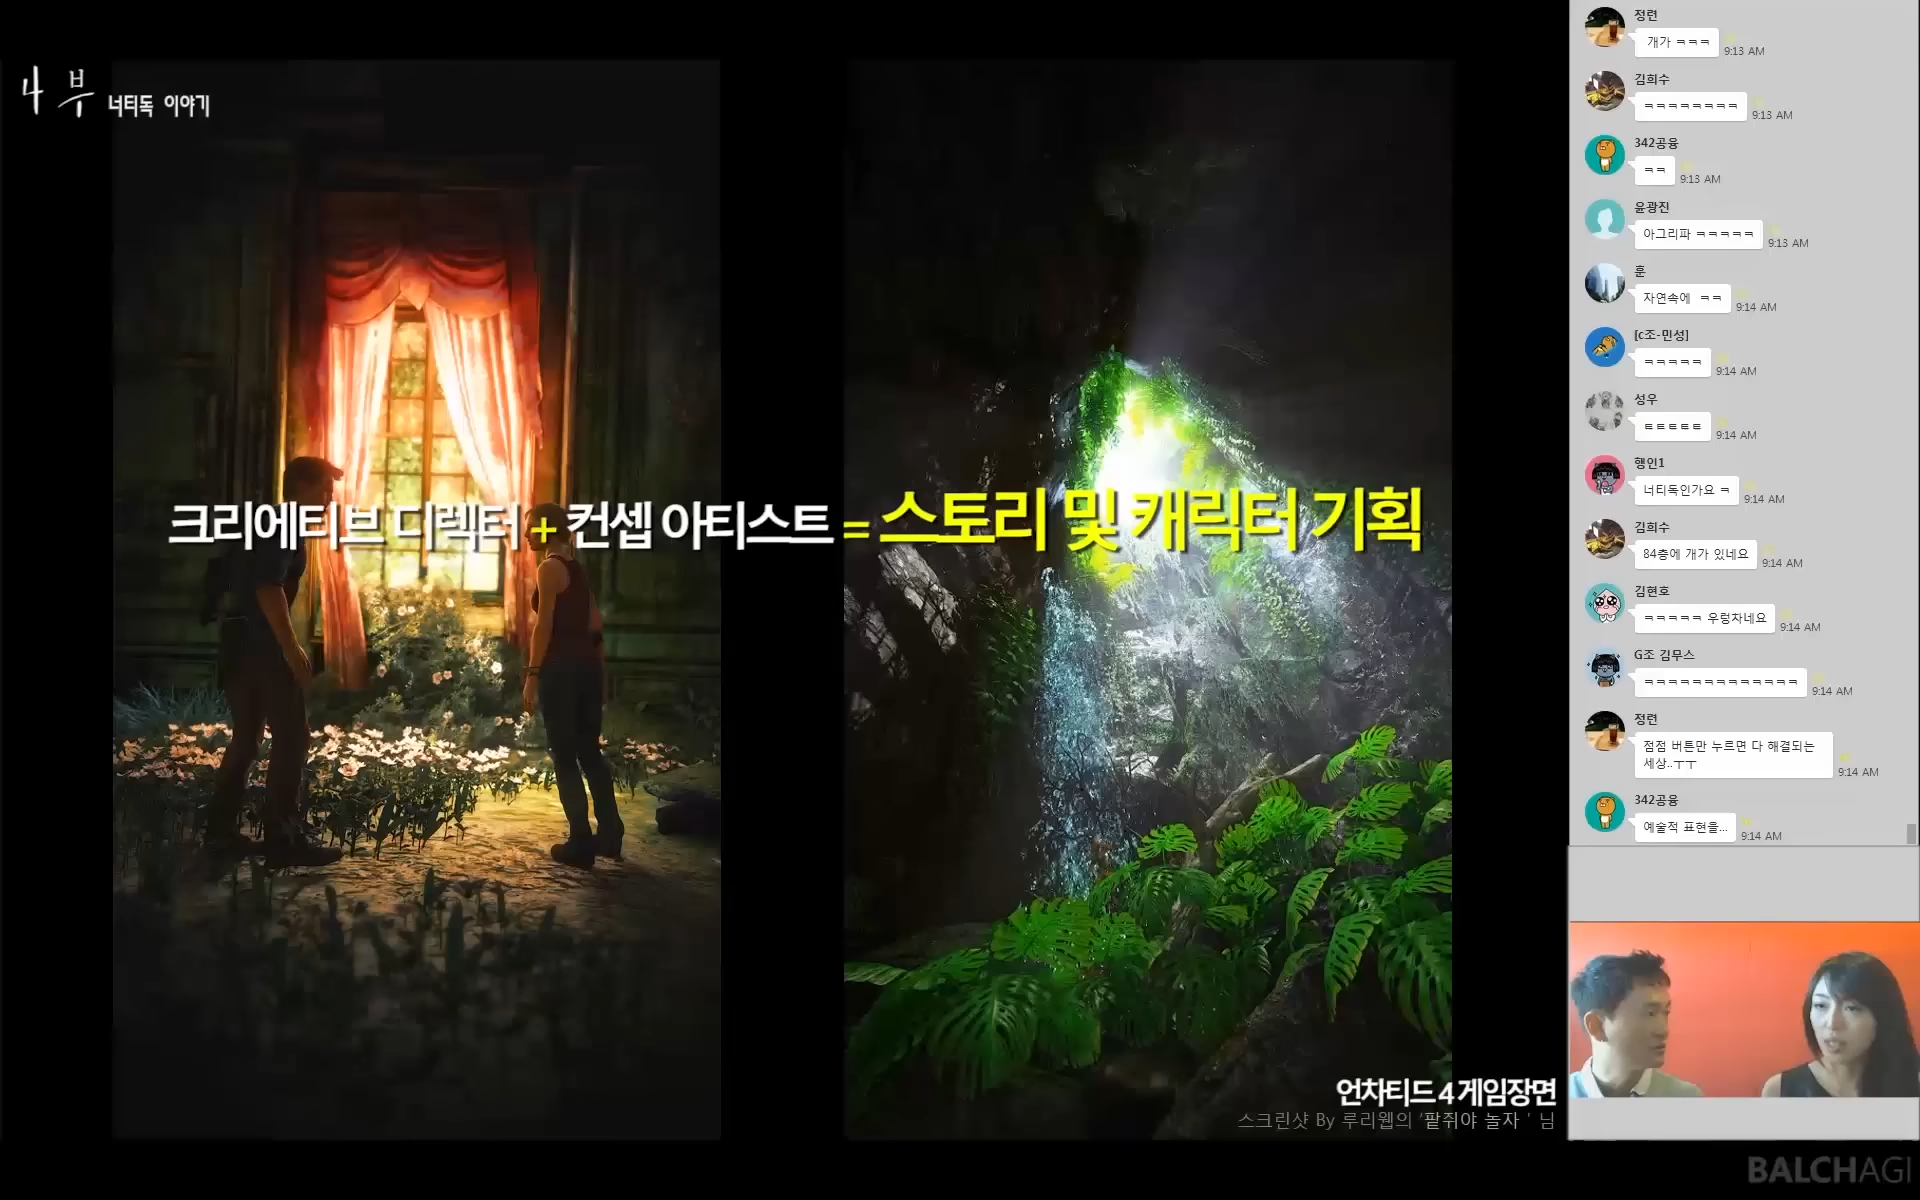 4 부 너티독 이야기
크리에티브 디렉터 + 컨셉 아티스트 = 스토리 및 캐릭터 기획
언차티드 4 게임장면
스크린샷 By 루리웹의 '팥쥐야 놀자 ' 님
정련
개가 ㅋㅋㅋ
9:13 AM
김희수
ㅋㅋㅋㅋㅋㅋㅋㅋ
9:13 AM
342공융
ㅋㅋ
9:13 AM
윤광진
아그리파 ㅋㅋㅋㅋㅋ
9:13 AM
훈
자연속에 ㅋㅋ
9:14 AM
[c조-민성]
ㅋㅋㅋㅋㅋ
9:14 AM
성우
ㅌㅌㅌㅌㅌ
9:14 AM
행인1
너티독인가요 ㅋ
9:14 AM
김희수
84층에 개가 있네요
9:14 AM
김현호
ㅋㅋㅋㅋㅋ 우렁차네요
9:14 AM
G조 김무스
ㅋㅋㅋㅋㅋㅋㅋㅋㅋㅋㅋㅋㅋ
9:14 AM
정련
점점 버튼만 누르면 다 해결되는
세상..ㅜㅜ
9:14 AM
342공융
예술적 표현을...
9:14 AM
BALCHAGI